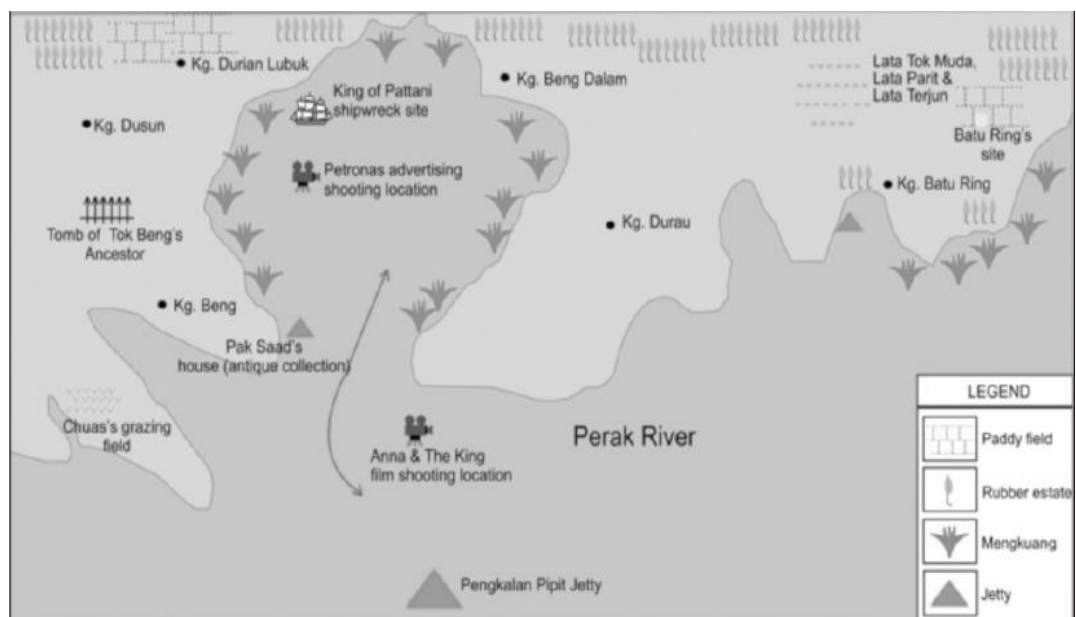 Kg. Durian Lubuk
King of Pattani
shipwreck site
Kg. Beng Dalam
Lata Tok Muda,
Lata Parit &
Lata Terjun
Batu Ring's
site
Kg. Dusun
Petronas advertising
shooting location
Kg. Batu Ring
Tomb of Tok Beng's
Ancestor
Kg. Durau
Kg. Beng
Pak Saad's
house (antique collection)
Chuas's grazing
field
Anna & The King
film shooting location
Perak River
Pengkalan Pipit Jetty
LEGEND
Paddy field
Rubber estate
Mengkuang
Jetty